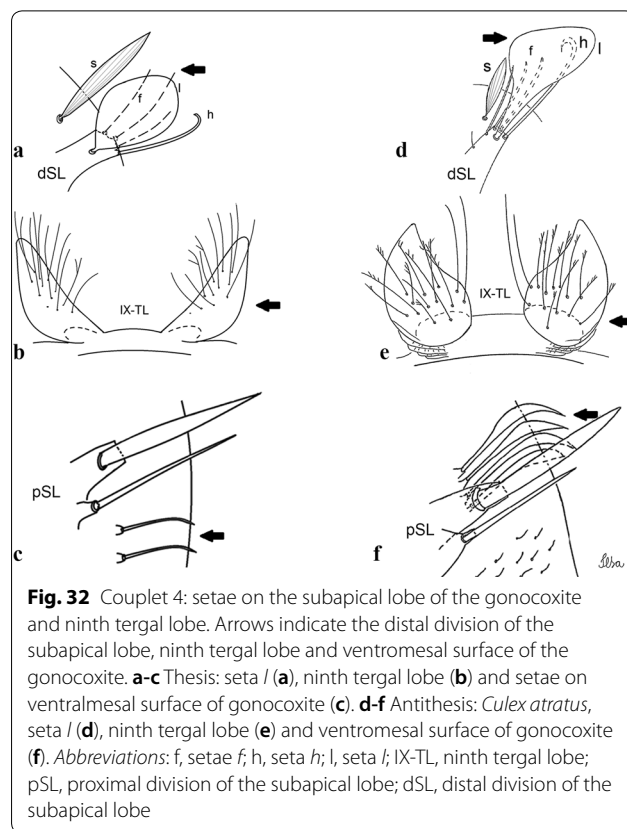 s
f
l
h
a
dSL
f
h
l
s
d
dSL
IX-TL
b
IX-TL
e
pSL
c
pSL
f
Ilsa
Fig. 32 Couplet 4: setae on the subapical lobe of the gonocoxite
and ninth tergal lobe. Arrows indicate the distal division of the
subapical lobe, ninth tergal lobe and ventromesal surface of the
gonocoxite. a-c Thesis: seta l (a), ninth tergal lobe (b) and setae on
ventralmesal surface of gonocoxite (c). d-f Antithesis: Culex atratus,
seta l (d), ninth tergal lobe (e) and ventromesal surface of gonocoxite
(f). Abbreviations: f, setae f; h, seta h; l, seta l; IX-TL, ninth tergal lobe;
pSL, proximal division of the subapical lobe; dSL, distal division of the
subapical lobe